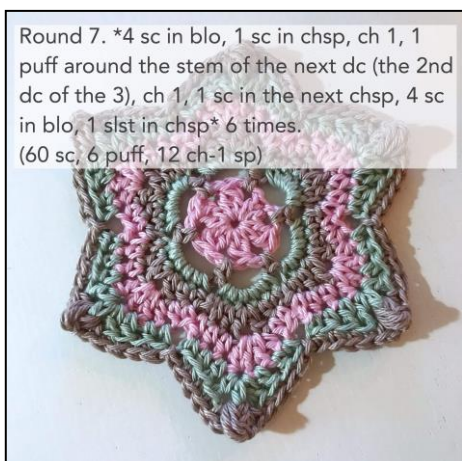 Round 7. *4 sc in blo, 1 sc in chsp, ch 1, 1
puff around the stem of the next dc (the 2nd
dc of the 3), ch 1, 1 sc in the next chsp, 4 sc
in blo, 1 slst in chsp* 6 times.
(60 sc, 6 puff, 12 ch-1 sp)